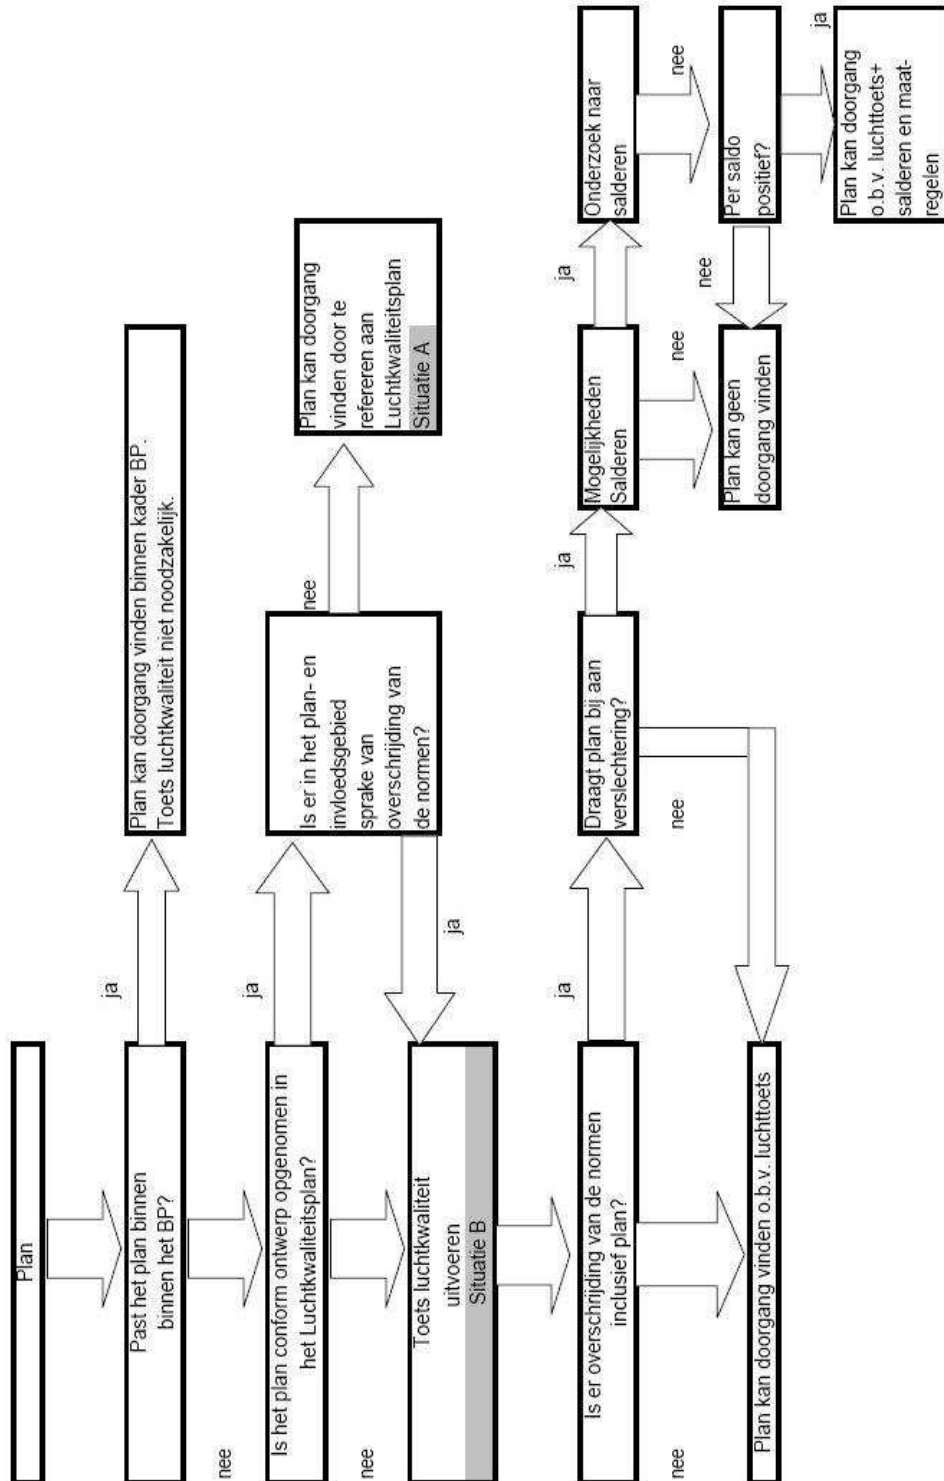 Plan
Past het plan binnen
binnen het BP?
ja
Plan kan doorgang vinden binnen kader BP.
Toets luchtkwaliteit niet noodzakelijk.
nee
Is het plan conform ontwerp opgenomen in
het Luchtkwaliteitsplan?
ja
Is er in het plan- en
invloedsgebied
sprake van
overschrijding van
de normen?
nee
Plan kan doorgang
vinden door te
refereren aan
Luchtkwaliteitsplan
Situatie A
nee
ja
Toets luchtkwaliteit
uitvoeren
Situatie B
Is er overschrijding van de normen
inclusief plan?
ja
Draagt plan bij aan
verslechtering?
ja
Mogelijkheden
Salderen
ja
Onderzoek naar
salderen
nee
nee
nee
nee
Plan kan doorgang vinden o.b.v. luchttoets
Plan kan geen
doorgang vinden
nee
Per saldo
positief?
ja
Plan kan doorgang
o.b.v. luchttoets+
salderen en maat-
regelen